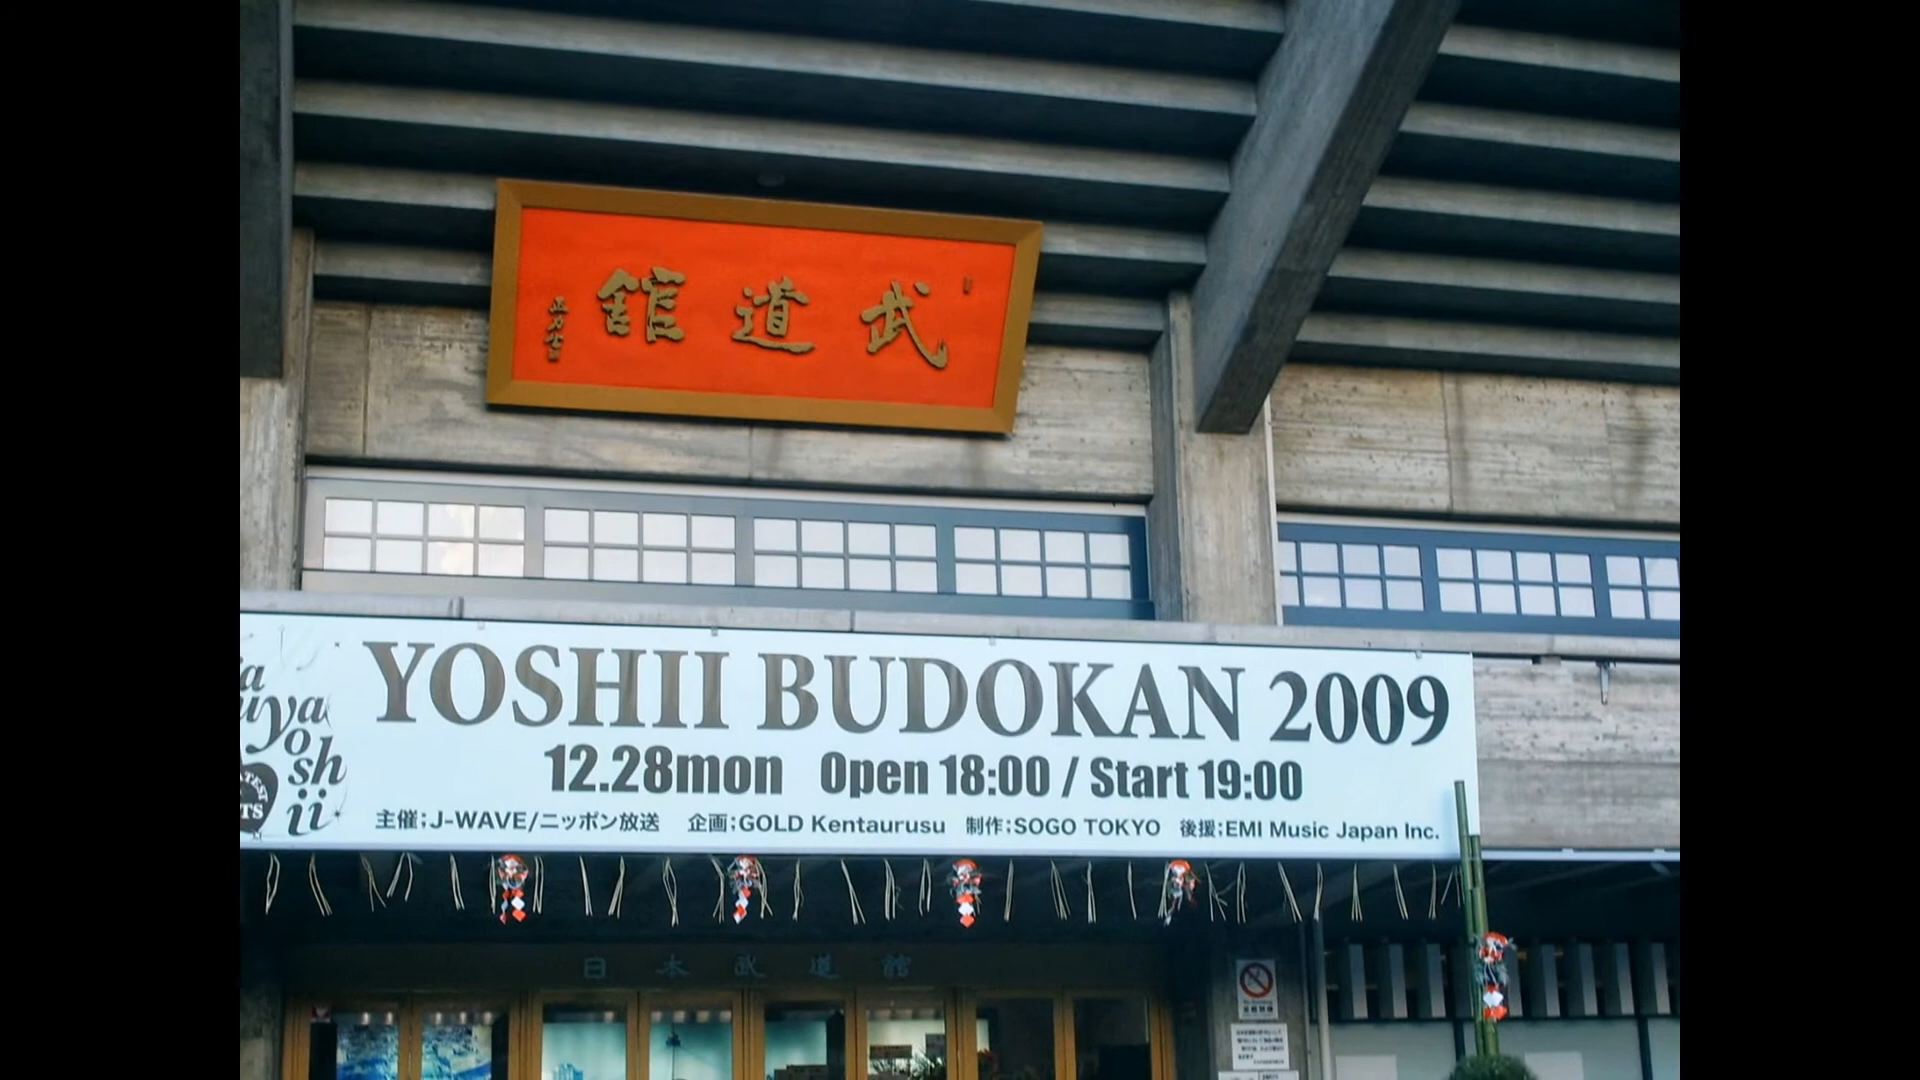 武道館
YOSHII BUDOKAN 2009
12.28mon Open 18:00 / Start 19:00
主催;J-WAVE/ニッポン放送 企画;GOLD Kentaurusu 制作;SOGO TOKYO 後援;EMI Music Japan Inc.
yoshii
日本武道館